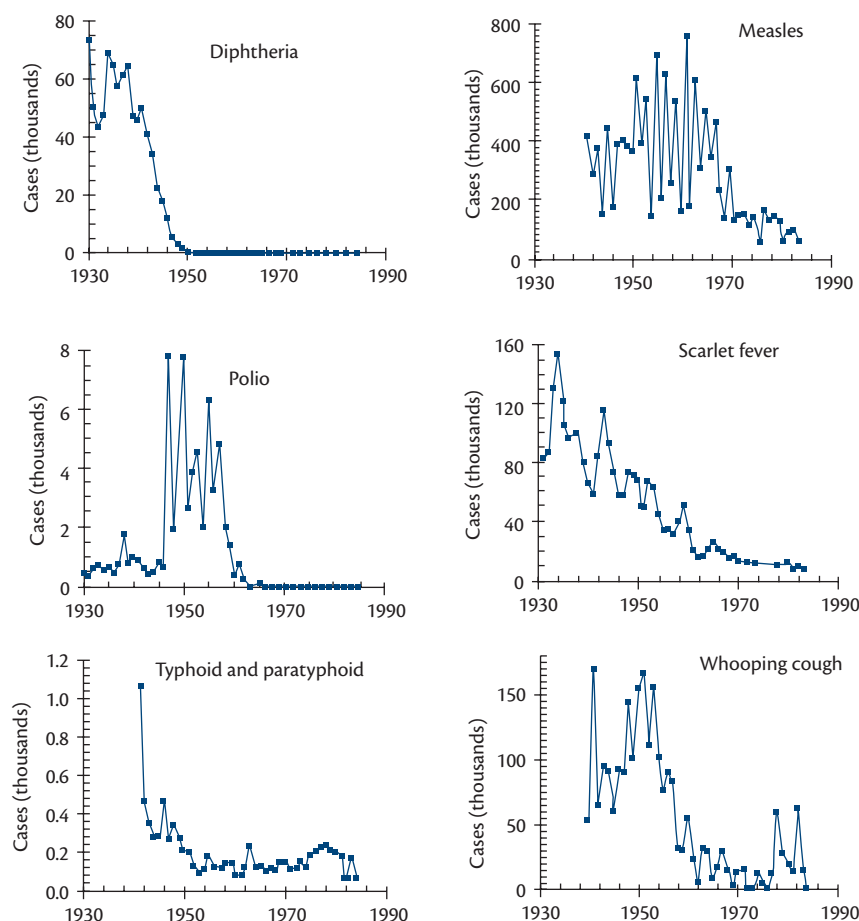 Diphtheria
Cases (thousands)
80
60
40
20
0
1930 1950 1970 1990
Measles
Cases (thousands)
800
600
400
200
0
1930 1950 1970 1990
Polio
Cases (thousands)
8
6
4
2
0
1930 1950 1970 1990
Scarlet fever
Cases (thousands)
160
120
80
40
0
1930 1950 1970 1990
Typhoid and paratyphoid
Cases (thousands)
1.2
1.0
0.8
0.6
0.4
0.2
0.0
1930 1950 1970 1990
Whooping cough
Cases (thousands)
150
100
50
0
1930 1950 1970 1990